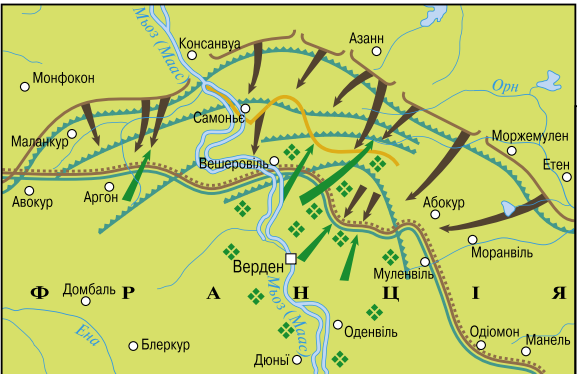 Мьоз (Маас)
Консанвуа
Азанн
Монфокон
Орн
Самоньє
Маланкур
Моржемулен
Вешеровіль
Етен
Авокур
Аргон
Абокур
Моранвіль
Верден
Муленвіль
Ф Р А Н Ц І Я
Домбаль
Мьоз (Маас)
Ена
Блеркур
Оденвіль
Одіомон
Манель
Дюньї